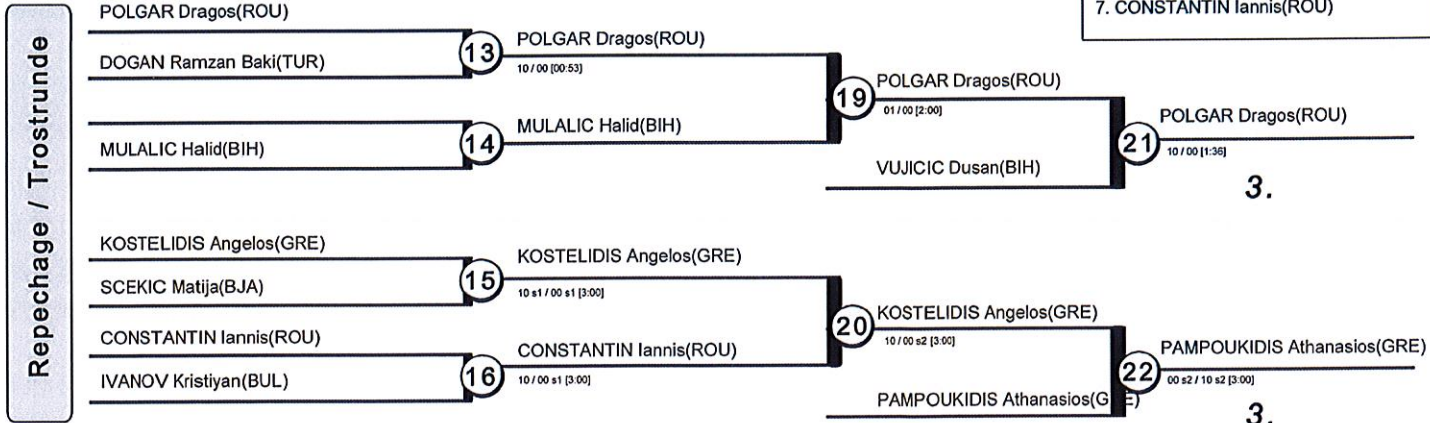 Repechage / Trostrunde
7. CONSTANTIN Iannis(ROU)
POLGAR Dragos(ROU)
DOGAN Ramzan Baki(TUR)
13
POLGAR Dragos(ROU)
10 / 00 [00:53]
MULALIC Halid(BIH)
14
MULALIC Halid(BIH)
19
POLGAR Dragos(ROU)
01 / 00 [2:00]
VUJICIC Dusan(BIH)
21
POLGAR Dragos(ROU)
10 / 00 [1:36]
3.
KOSTELIDIS Angelos(GRE)
SCEKIC Matija(BJA)
15
KOSTELIDIS Angelos(GRE)
10 s1 / 00 s1 [3:00]
CONSTANTIN Iannis(ROU)
IVANOV Kristiyan(BUL)
16
CONSTANTIN Iannis(ROU)
10 / 00 s1 [3:00]
20
KOSTELIDIS Angelos(GRE)
10 / 00 s2 [3:00]
PAMPOUKIDIS Athanasios(G E)
22
PAMPOUKIDIS Athanasios(GRE)
00 s2 / 10 s2 [3:00]
3.